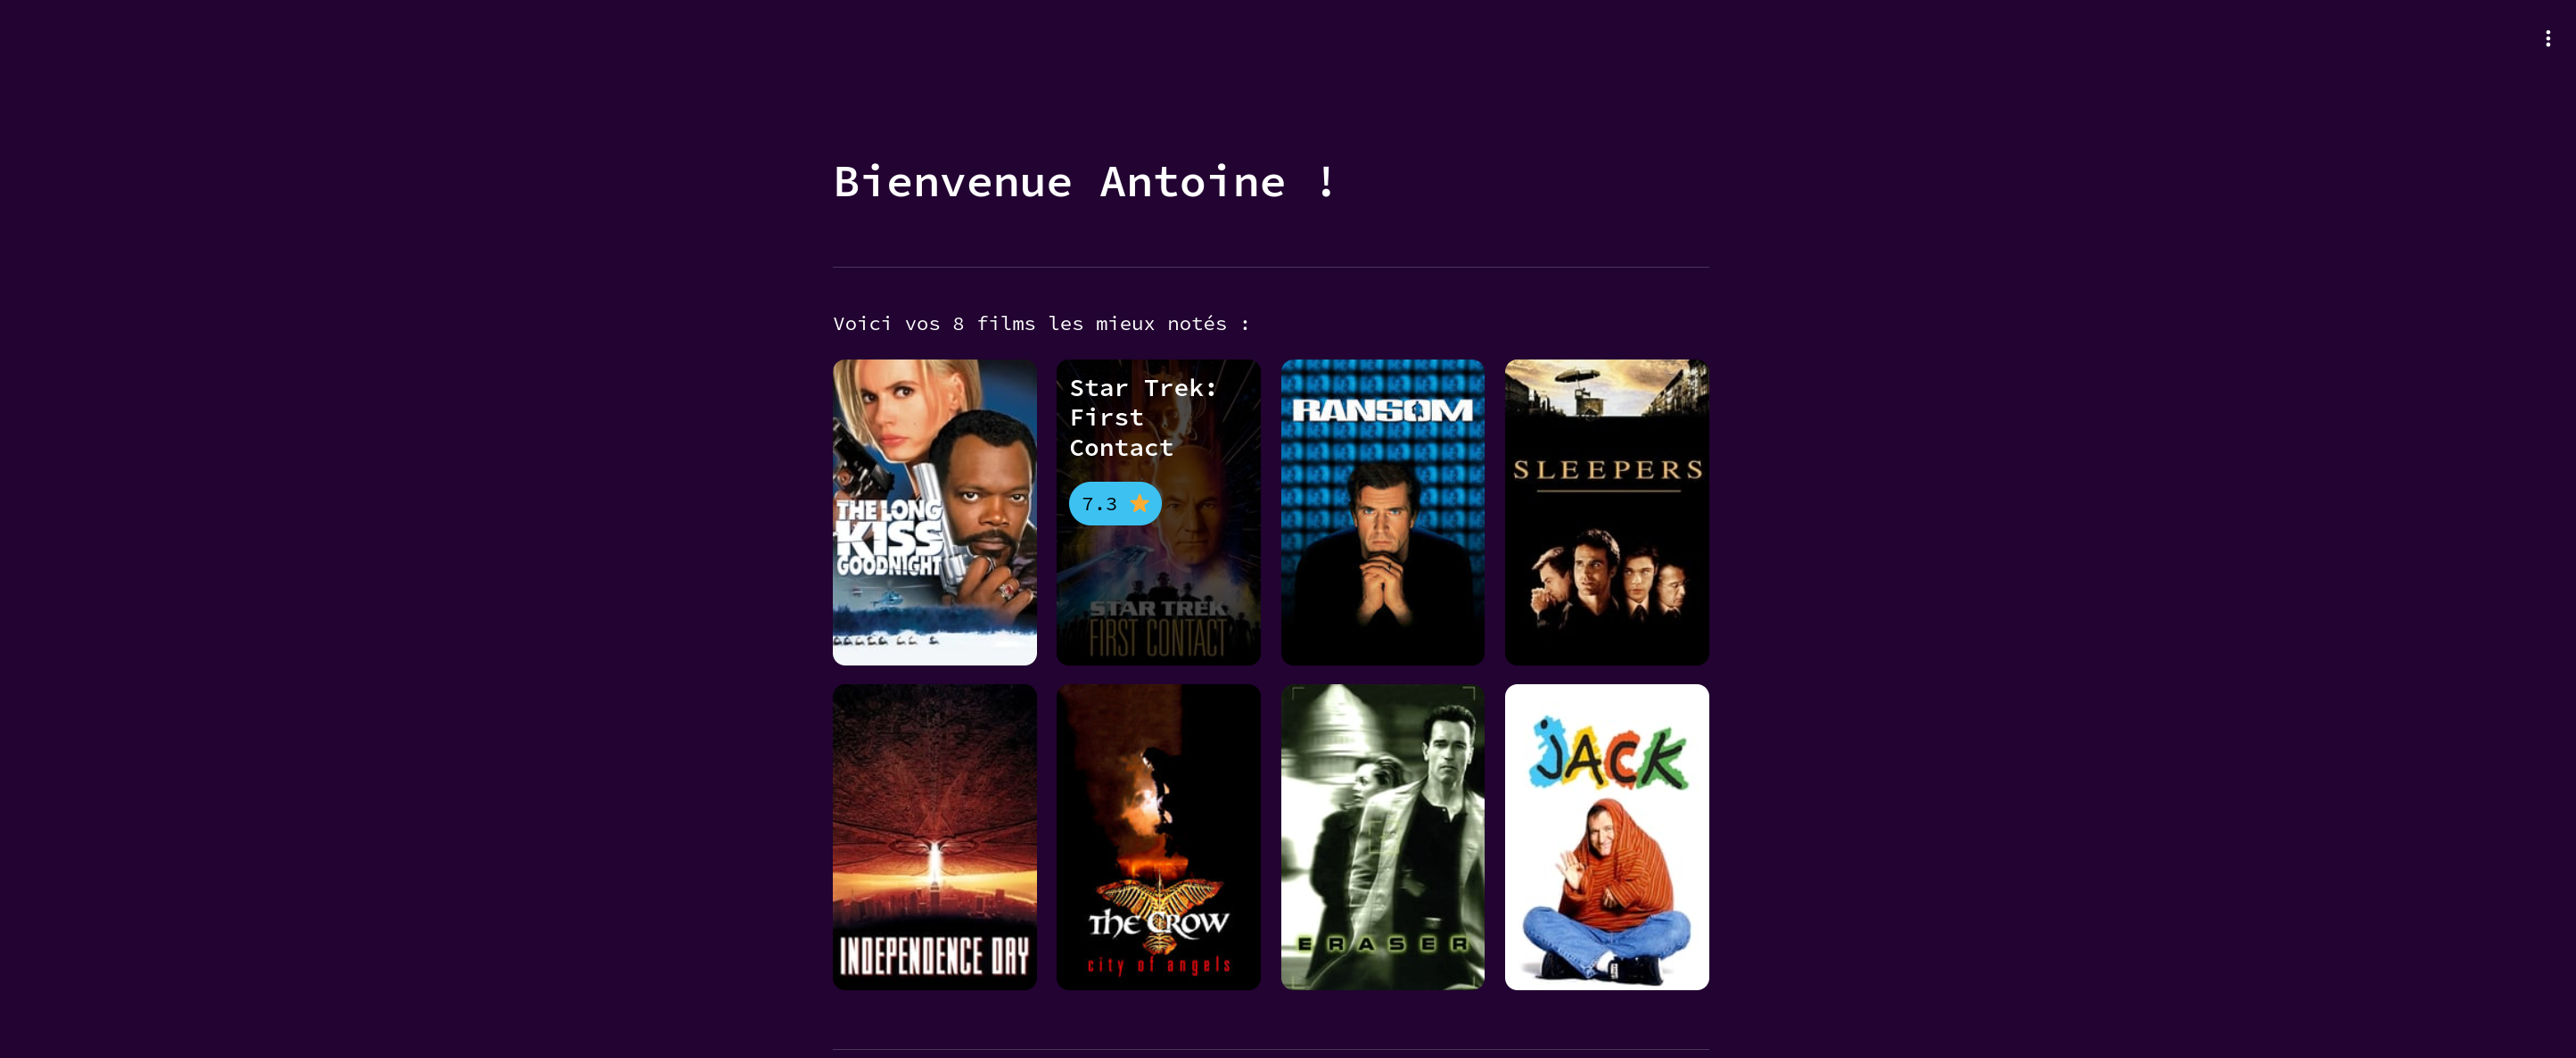 Bienvenue Antoine !
Voici vos 8 films les mieux notés :
THE LONG
KISS
GOODNIGHT
Star Trek:
First
Contact
7.3
STAR TREK
FIRST CONTACT
RANSOM
SLEEPERS
INDEPENDENCE DAY
THE CROW
city of angels
ERASER
JACK